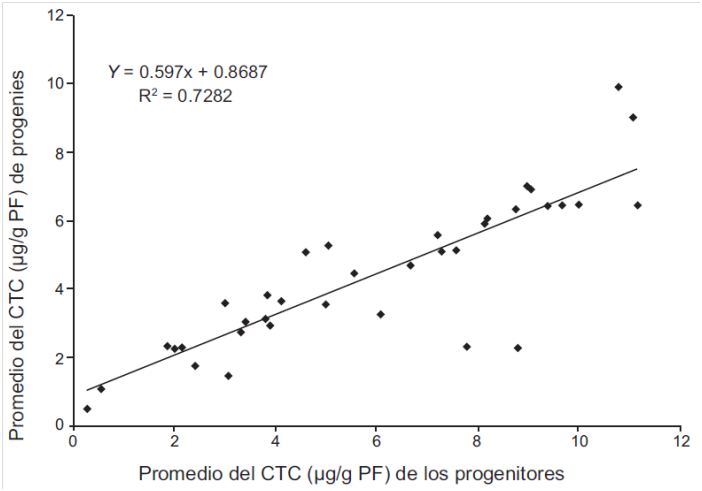 12
10
8
6
4
2
0
Promedio del CTC (µg/g PF) de progenies
Y = 0.597x + 0.8687
R² = 0.7282
0 2 4 6 8 10 12
Promedio del CTC (µg/g PF) de los progenitores